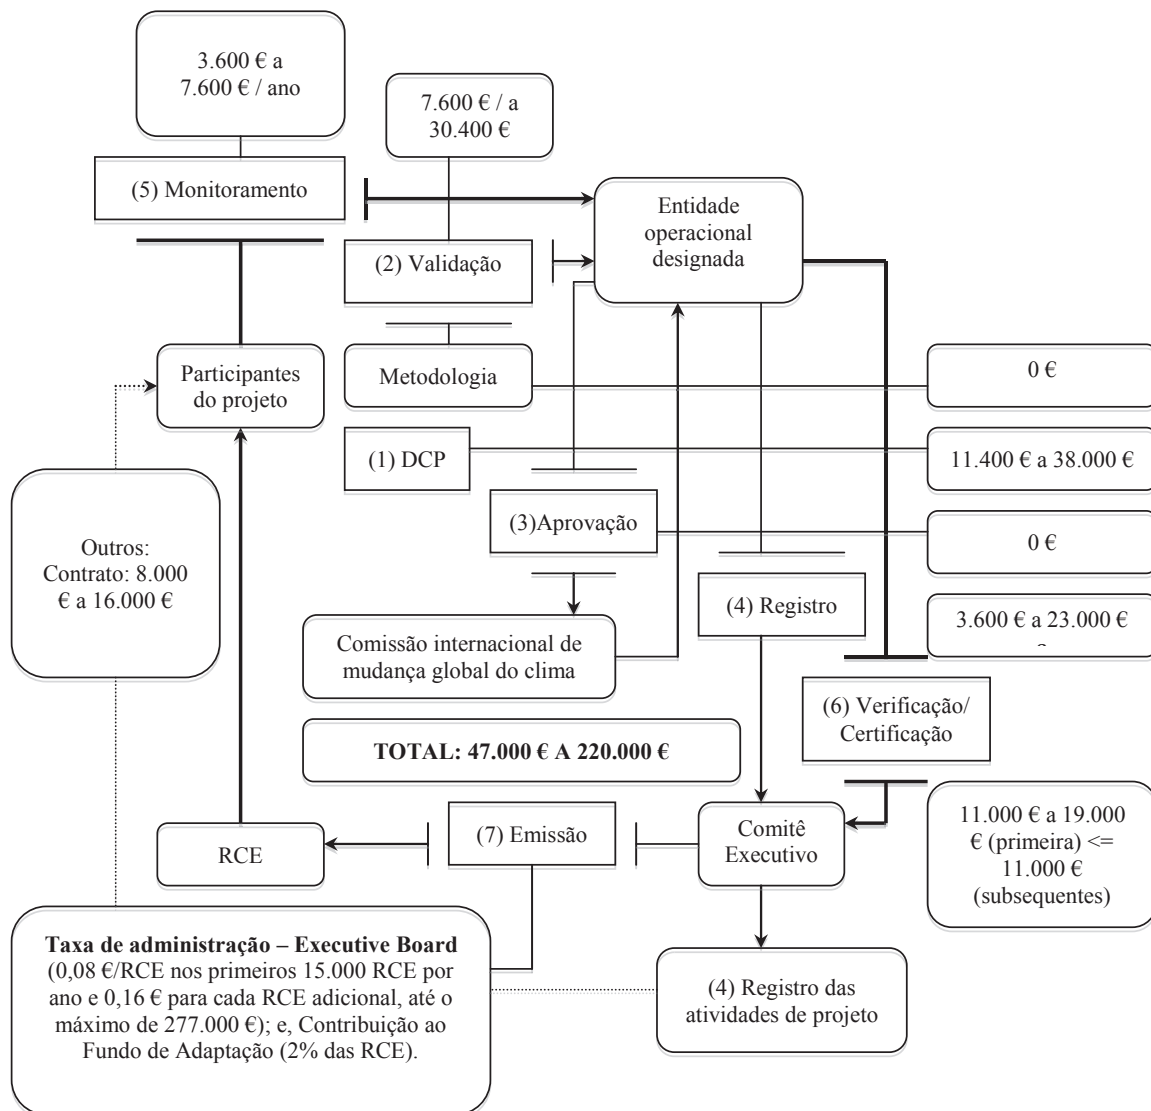 3.600 € a
7.600 € / ano
7.600 € / a
30.400 €
(5) Monitoramento
Entidade
operacional
designada
(2) Validação
Participantes
do projeto
Metodologia
0 €
(1) DCP
11.400 € a 38.000 €
(3)Aprovação
0 €
Outros:
Contrato: 8.000
€ a 16.000 €
(4) Registro
3.600 € a 23.000 €
Comissão internacional de
mudança global do clima
(6) Verificação/
Certificação
TOTAL: 47.000 € A 220.000 €
11.000 € a 19.000
€ (primeira) <=
11.000 €
(subsequentes)
RCE
(7) Emissão
Comitê
Executivo
Taxa de administração – Executive Board
(0,08 €/RCE nos primeiros 15.000 RCE por
ano e 0,16 € para cada RCE adicional, até o
máximo de 277.000 €); e, Contribuição ao
Fundo de Adaptação (2% das RCE).
(4) Registro das
atividades de projeto